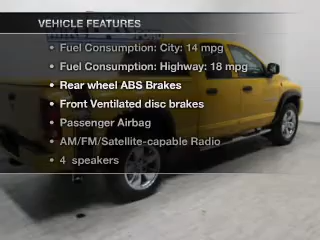 VEHICLE FEATURES
Fuel Consumption: City: 14 mpg
Fuel Consumption: Highway: 18 mpg
Rear wheel ABS Brakes
Front Ventilated disc brakes
Passenger Airbag
AM/FM/Satellite-capable Radio
4 speakers